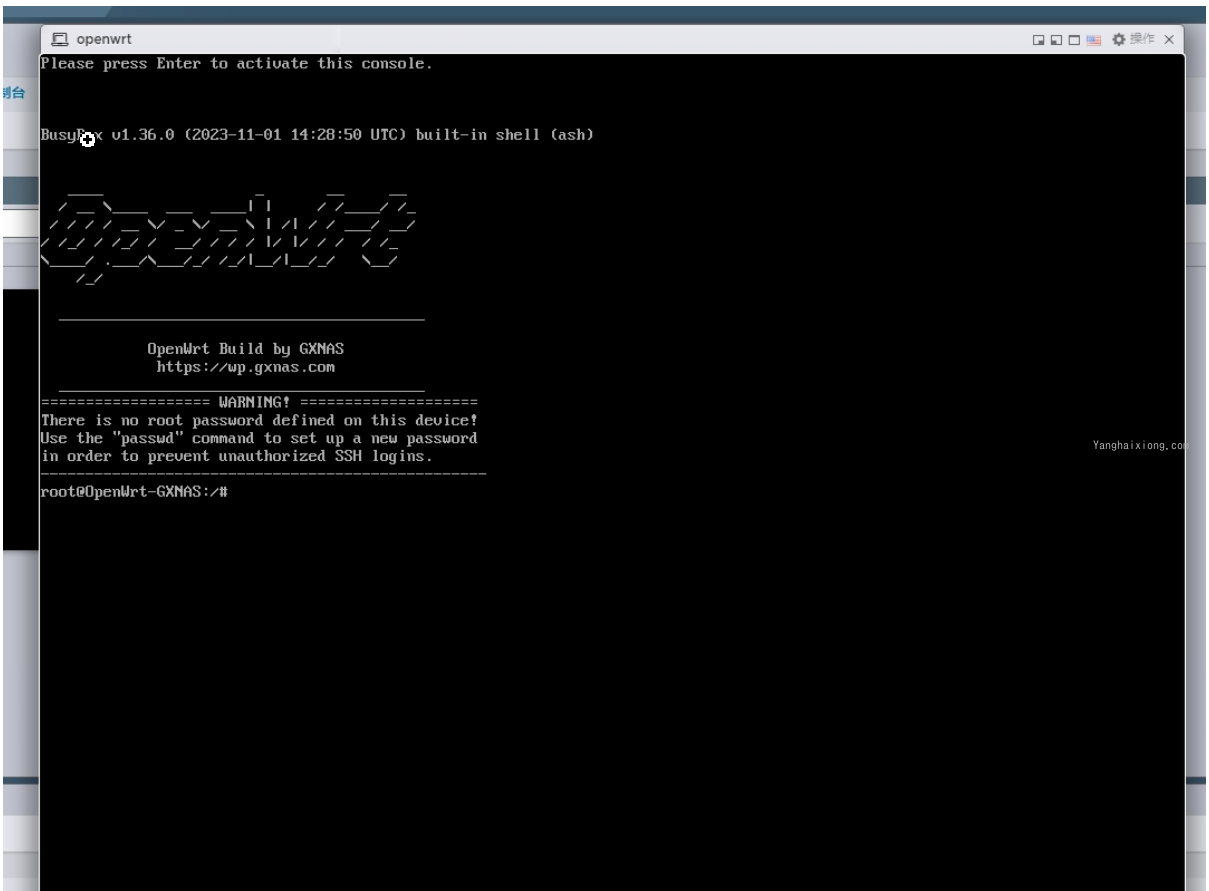 openwrt
操作
Please press Enter to activate this console.
制台
BusyBox v1.36.0 (2023-11-01 14:28:50 UTC) built-in shell (ash)
OpenWrt
OpenWrt Build by GXNAS
https://wp.gxnas.com
=================== WARNING! ====================
There is no root password defined on this device!
Use the "passwd" command to set up a new password
in order to prevent unauthorized SSH logins.
--------------------------------------------------
root@OpenWrt-GXNAS:/#
Yanghaixiong.com